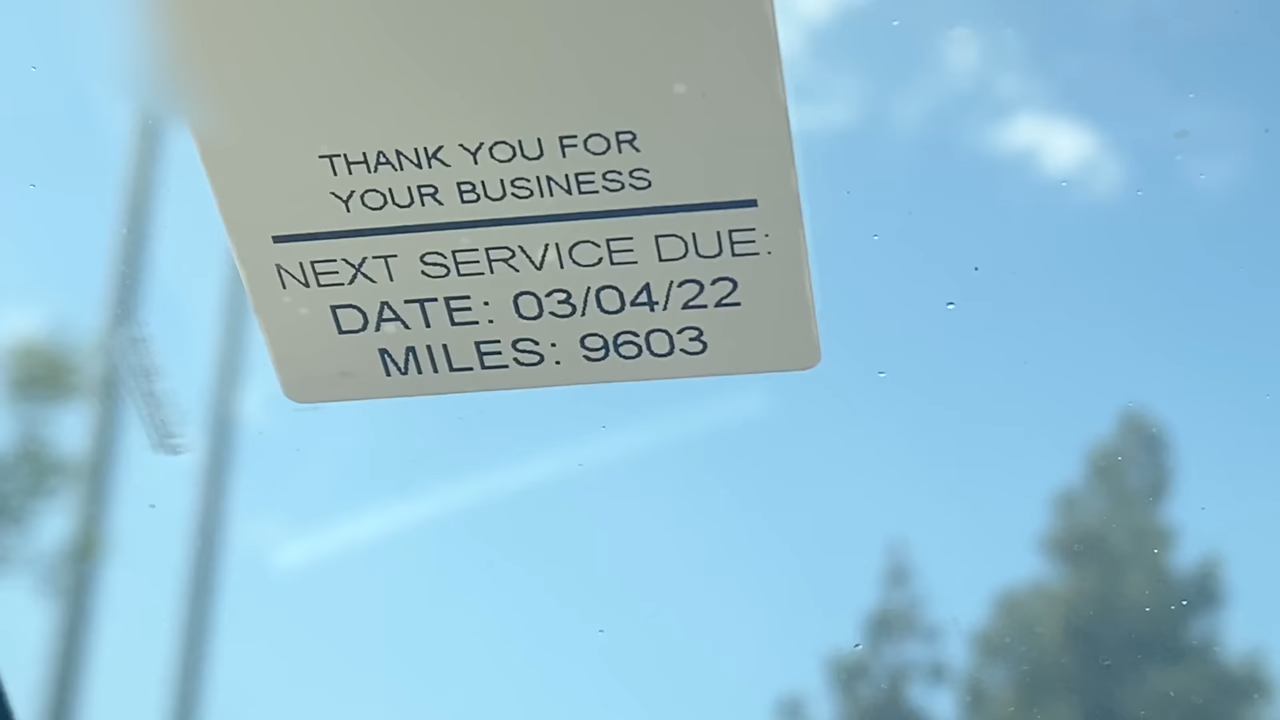 THANK YOU FOR
YOUR BUSINESS
NEXT SERVICE DUE:
DATE: 03/04/22
MILES: 9603